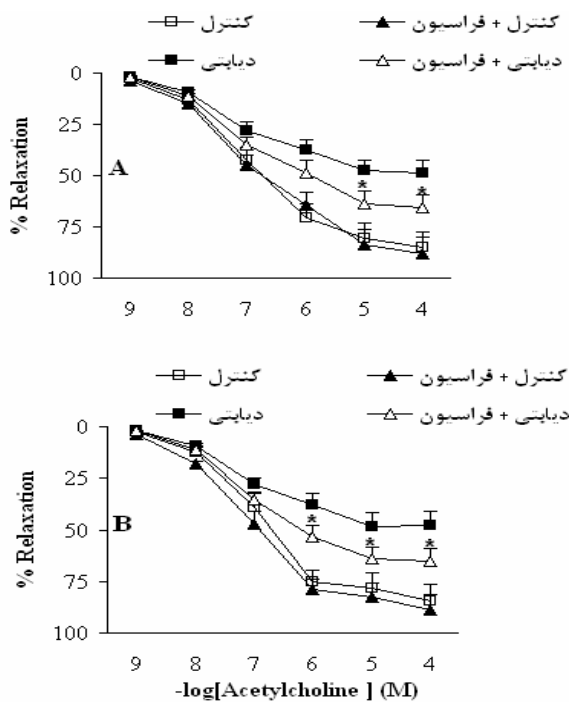 کنترل
کنترل + فراسیون
دیابتی
دیابتی + فراسیون
0
25
50
75
100
% Relaxation
A
*
*
9 8 7 6 5 4
کنترل
کنترل + فراسیون
دیابتی
دیابتی + فراسیون
0
25
50
75
100
% Relaxation
B
*
*
*
9 8 7 6 5 4
-log[Acetylcholine ] (M)